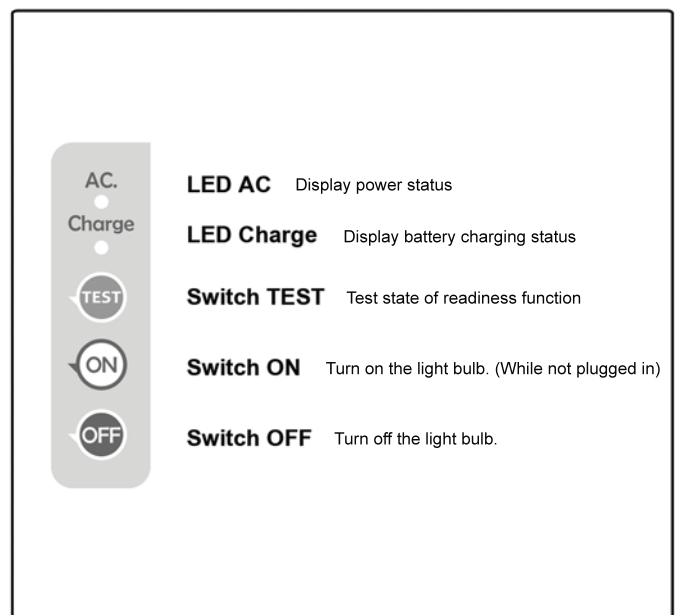 AC.
LED AC Display power status
Charge
LED Charge Display battery charging status
TEST
Switch TEST Test state of readiness function
ON
Switch ON Turn on the light bulb. (While not plugged in)
OFF
Switch OFF Turn off the light bulb.